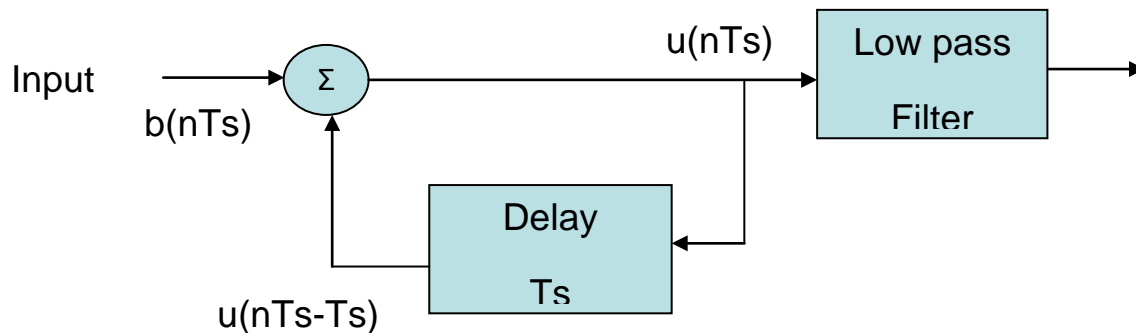 Input
b(nTs)
Σ
u(nTs)
Low pass
Filter
Delay
Ts
u(nTs-Ts)